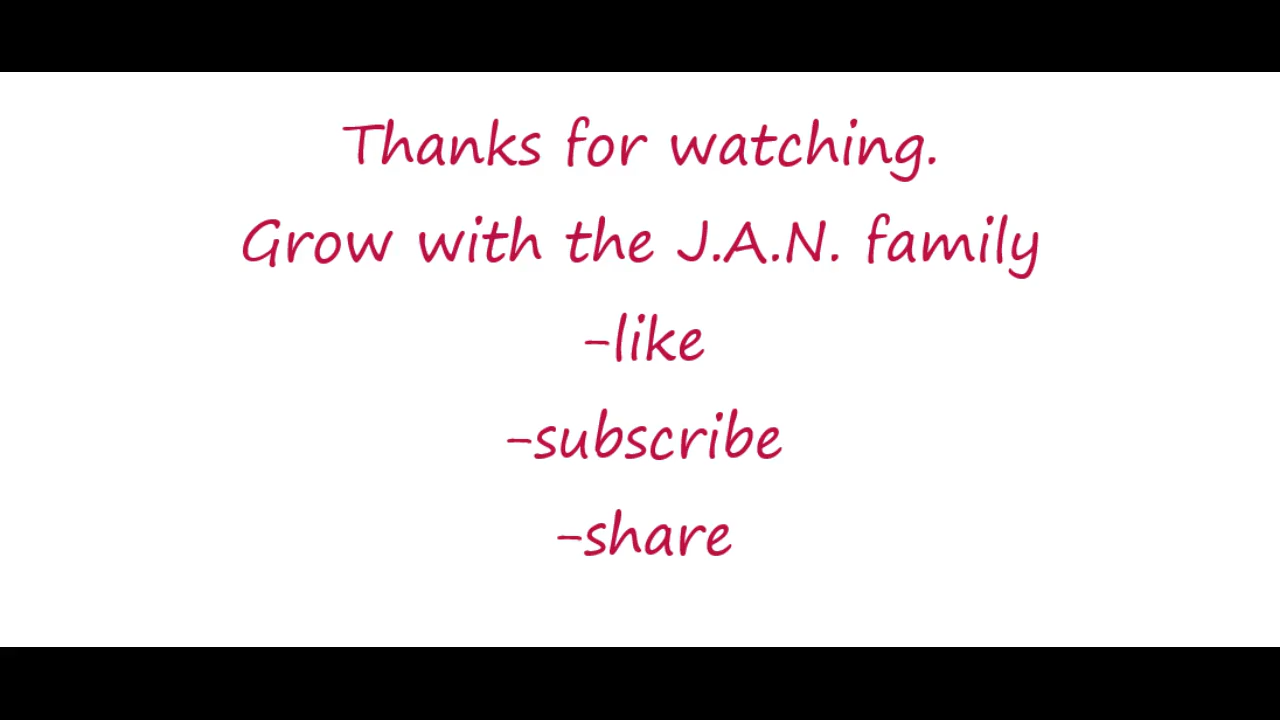 Thanks for watching.
Grow with the J.A.N. family
-like
-subscribe
-share